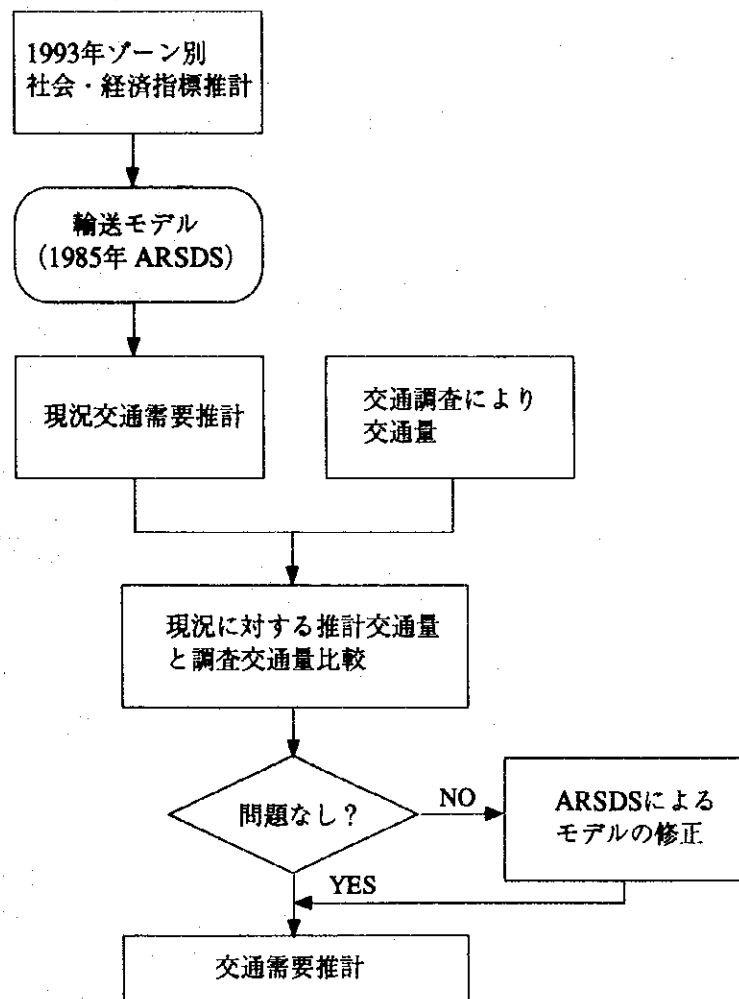 1993年ゾーン別
社会・経済指標推計
輸送モデル
（1985年 ARSDS）
現況交通需要推計
交通調査により
交通量
現況に対する推計交通量
と調査交通量比較
問題なし？
NO
ARSDSによる
モデルの修正
YES
交通需要推計